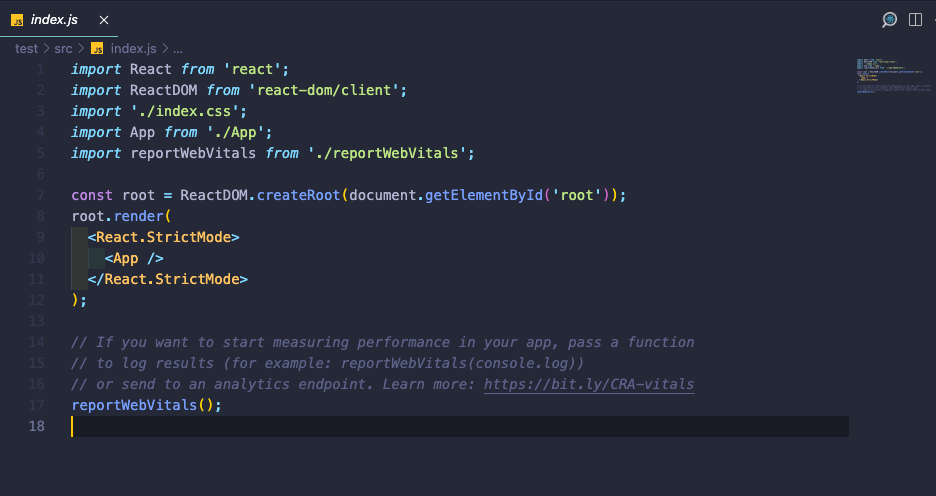 JS index.js ×
test > src > JS index.js > ...
1 import React from 'react';
2 import ReactDOM from 'react-dom/client';
3 import './index.css';
4 import App from './App';
5 import reportWebVitals from './reportWebVitals';
6
7 const root = ReactDOM.createRoot(document.getElementById('root'));
8 root.render(
9   <React.StrictMode>
10     <App />
11   </React.StrictMode>
12 );
13
14 // If you want to start measuring performance in your app, pass a function
15 // to log results (for example: reportWebVitals(console.log))
16 // or send to an analytics endpoint. Learn more: https://bit.ly/CRA-vitals
17 reportWebVitals();
18